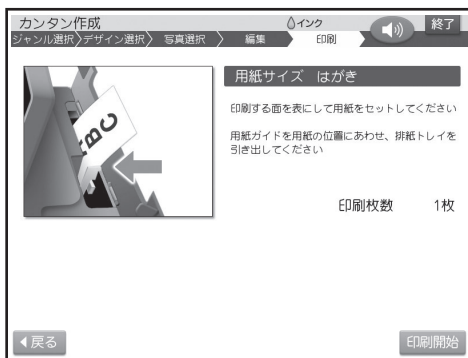 カンタン作成
インク
終了
ジャンル選択〉デザイン選択〉 写真選択 〉 編集 印刷
用紙サイズ はがき
印刷する面を表にして用紙をセットしてください
用紙ガイドを用紙の位置にあわせ、排紙トレイを
引き出してください
ABC
印刷枚数 1枚
戻る
印刷開始